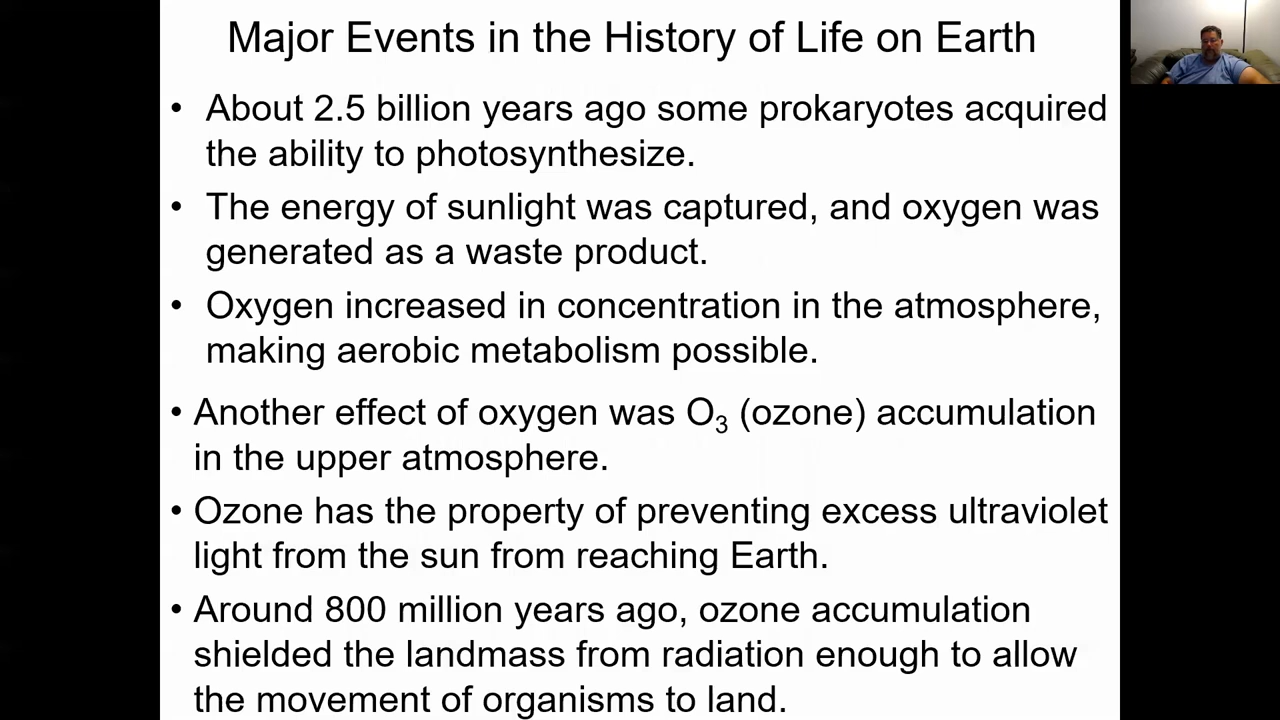 Major Events in the History of Life on Earth
• About 2.5 billion years ago some prokaryotes acquired
the ability to photosynthesize.
• The energy of sunlight was captured, and oxygen was
generated as a waste product.
• Oxygen increased in concentration in the atmosphere,
making aerobic metabolism possible.
• Another effect of oxygen was O₃ (ozone) accumulation
in the upper atmosphere.
• Ozone has the property of preventing excess ultraviolet
light from the sun from reaching Earth.
• Around 800 million years ago, ozone accumulation
shielded the landmass from radiation enough to allow
the movement of organisms to land.